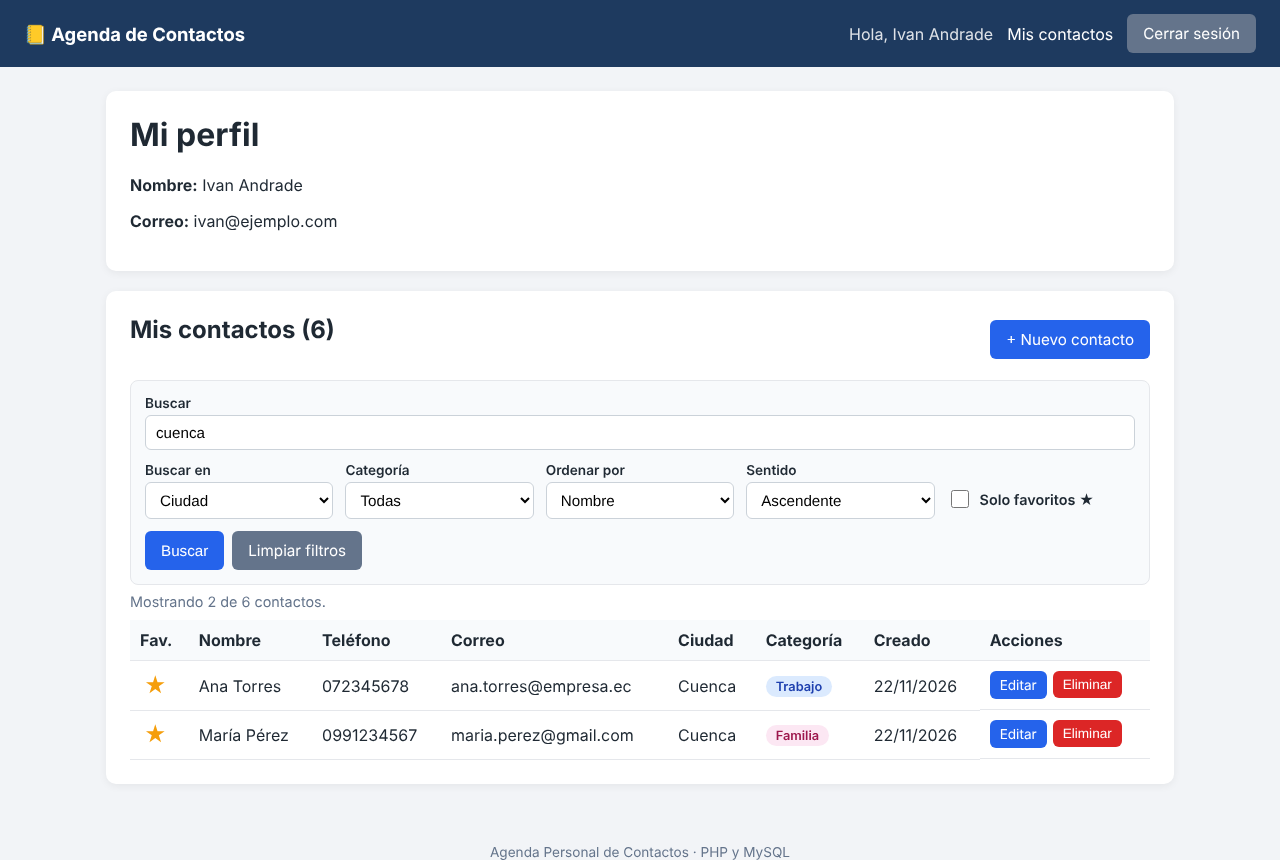 📒 Agenda de Contactos Hola, Ivan Andrade Mis contactos Cerrar sesión
Mi perfil
Nombre: Ivan Andrade
Correo: ivan@ejemplo.com
Mis contactos (6)
+ Nuevo contacto
Buscar
cuenca
Buscar en Categoría Ordenar por Sentido
Ciudad Todas Nombre Ascendente Solo favoritos ★
Buscar Limpiar filtros
Mostrando 2 de 6 contactos.
Fav. Nombre Teléfono Correo Ciudad Categoría Creado Acciones
★ Ana Torres 072345678 ana.torres@empresa.ec Cuenca Trabajo 22/11/2026 Editar Eliminar
★ María Pérez 0991234567 maria.perez@gmail.com Cuenca Familia 22/11/2026 Editar Eliminar
Agenda Personal de Contactos · PHP y MySQL